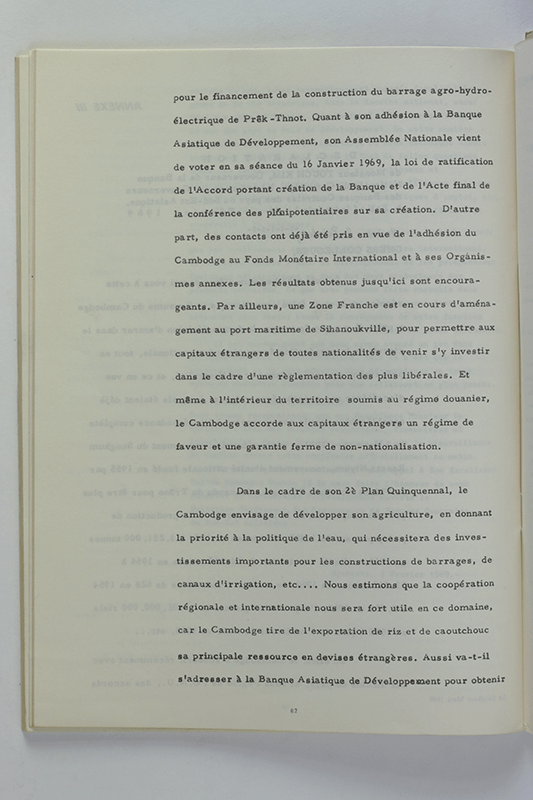 pour le financement de la construction du barrage agro-hydro-
électrique de Prêk-Thnot. Quant à son adhésion à la Banque
Asiatique de Développement, son Assemblée Nationale vient
de voter en sa séance du 16 Janvier 1969, la loi de ratification
de l'Accord portant création de la Banque et de l'Acte final de
la conférence des plénipotentiaires sur sa création. D'autre
part, des contacts ont déjà été pris en vue de l'adhésion du
Cambodge au Fonds Monétaire International et à ses Organis-
mes annexes. Les résultats obtenus jusqu'ici sont encoura-
geants. Par ailleurs, une Zone Franche est en cours d'aména-
gement au port maritime de Sihanoukville, pour permettre aux
capitaux étrangers de toutes nationalités de venir s'y investir
dans le cadre d'une règlementation des plus libérales. Et
même à l'intérieur du territoire soumis au régime douanier,
le Cambodge accorde aux capitaux étrangers un régime de
faveur et une garantie ferme de non-nationalisation.
Dans le cadre de son 2è Plan Quinquennal, le
Cambodge envisage de développer son agriculture, en donnant
la priorité à la politique de l'eau, qui nécessitera des inves-
tissements importants pour les constructions de barrages, de
canaux d'irrigation, etc.... Nous estimons que la coopération
régionale et internationale nous sera fort utile en ce domaine,
car le Cambodge tire de l'exportation de riz et de caoutchouc
sa principale ressource en devises étrangères. Aussi va-t-il
s'adresser à la Banque Asiatique de Développement pour obtenir
87